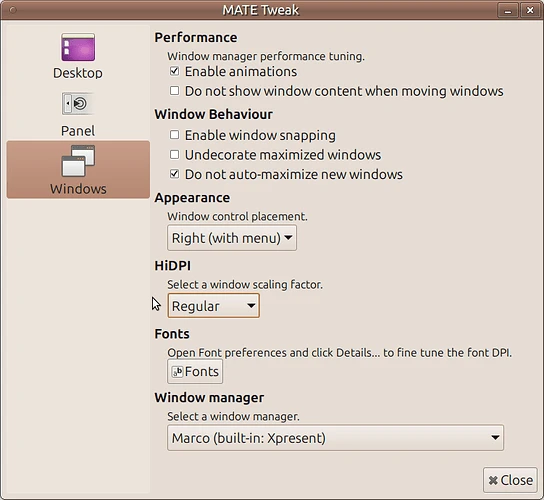 MATE Tweak
Desktop
Panel
Windows
Performance
Window manager performance tuning.
Enable animations
Do not show window content when moving windows
Window Behaviour
Enable window snapping
Undecorate maximized windows
Do not auto-maximize new windows
Appearance
Window control placement.
Right (with menu)
HiDPI
Select a window scaling factor.
Regular
Fonts
Open Font preferences and click Details... to fine tune the font DPI.
Fonts
Window manager
Select a window manager.
Marco (built-in: Xpresent)
Close